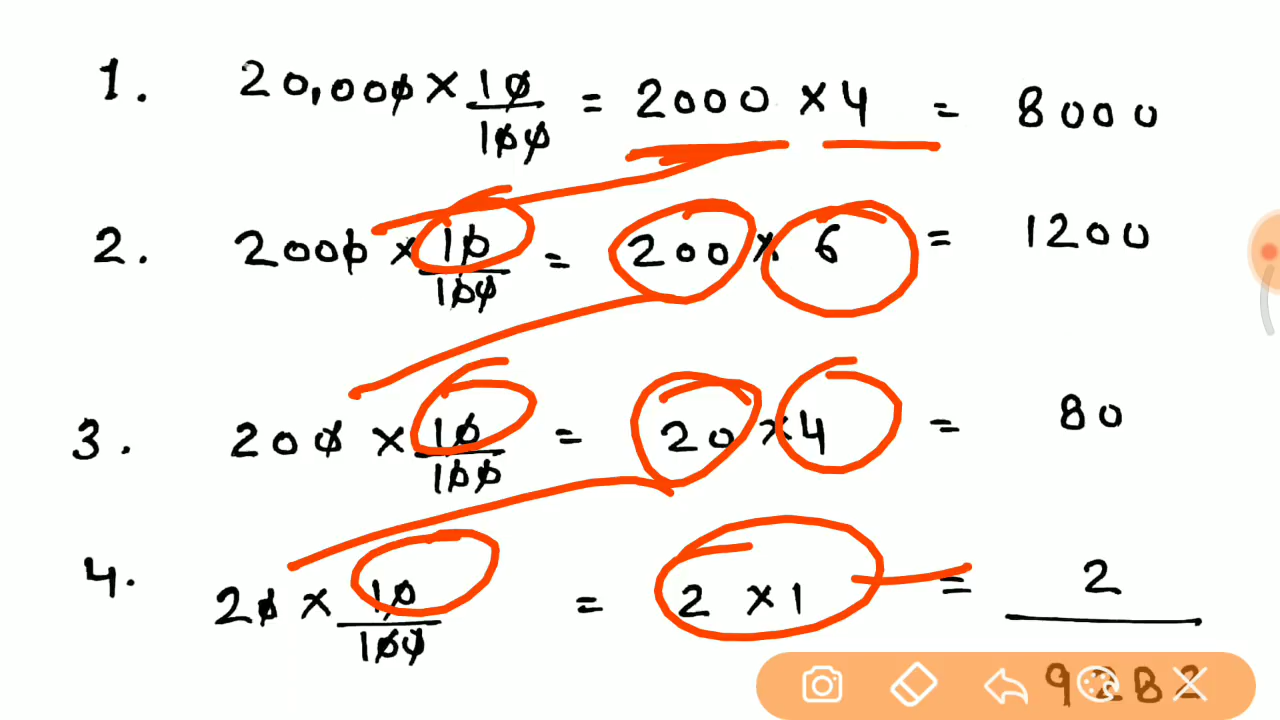 1. 20,000 × 10/100 = 2000 × 4 = 8000
2. 2000 × 10/100 = 200 × 6 = 1200
3. 200 × 10/100 = 20 × 4 = 80
4. 20 × 10/100 = 2 × 1 = 2
9282